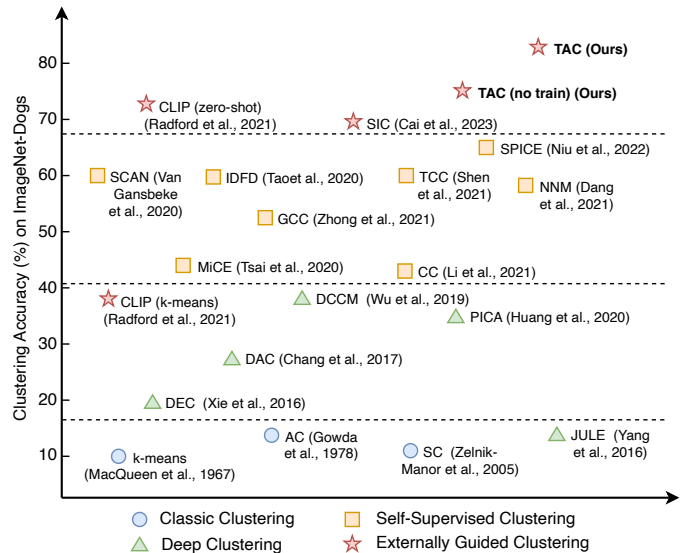 Clustering Accuracy (%) on ImageNet-Dogs
80
70
60
50
40
30
20
10
TAC (Ours)
TAC (no train) (Ours)
CLIP (zero-shot)
(Radford et al., 2021)
SIC (Cai et al., 2023)
SPICE (Niu et al., 2022)
SCAN (Van
Gansbeke
et al., 2020)
IDFD (Taoet al., 2020)
TCC (Shen
et al., 2021)
NNM (Dang
et al., 2021)
GCC (Zhong et al., 2021)
MiCE (Tsai et al., 2020)
CC (Li et al., 2021)
CLIP (k-means)
(Radford et al., 2021)
DCCM (Wu et al., 2019)
PICA (Huang et al., 2020)
DAC (Chang et al., 2017)
DEC (Xie et al., 2016)
k-means
(MacQueen et al., 1967)
AC (Gowda
et al., 1978)
SC (Zelnik-
Manor et al., 2005)
JULE (Yang
et al., 2016)
Classic Clustering
Self-Supervised Clustering
Deep Clustering
Externally Guided Clustering